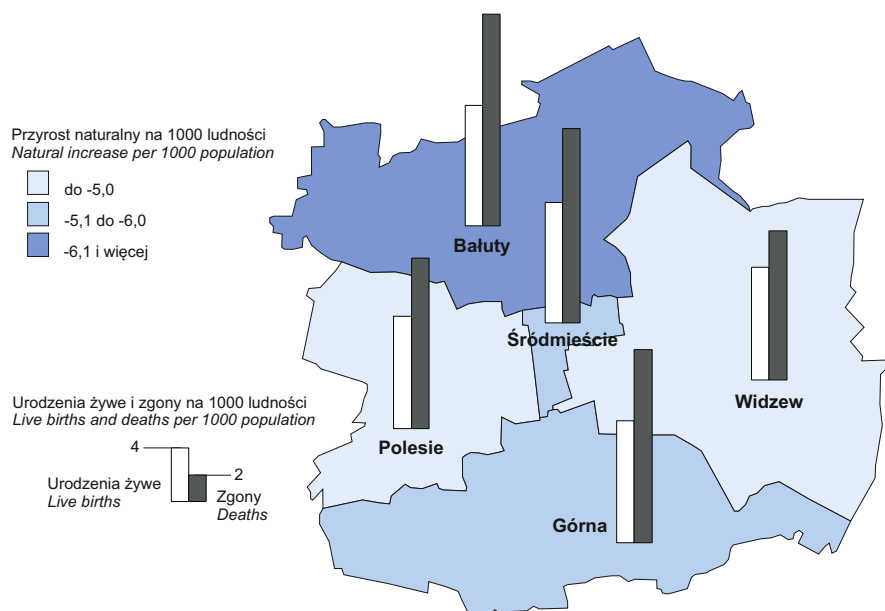 Przyrost naturalny na 1000 ludności
Natural increase per 1000 population
do -5,0
-5,1 do -6,0
-6,1 i więcej
Bałuty
Śródmieście
Widzew
Polesie
Górna
Urodzenia żywe i zgony na 1000 ludności
Live births and deaths per 1000 population
4
2
Urodzenia żywe
Live births
Zgony
Deaths